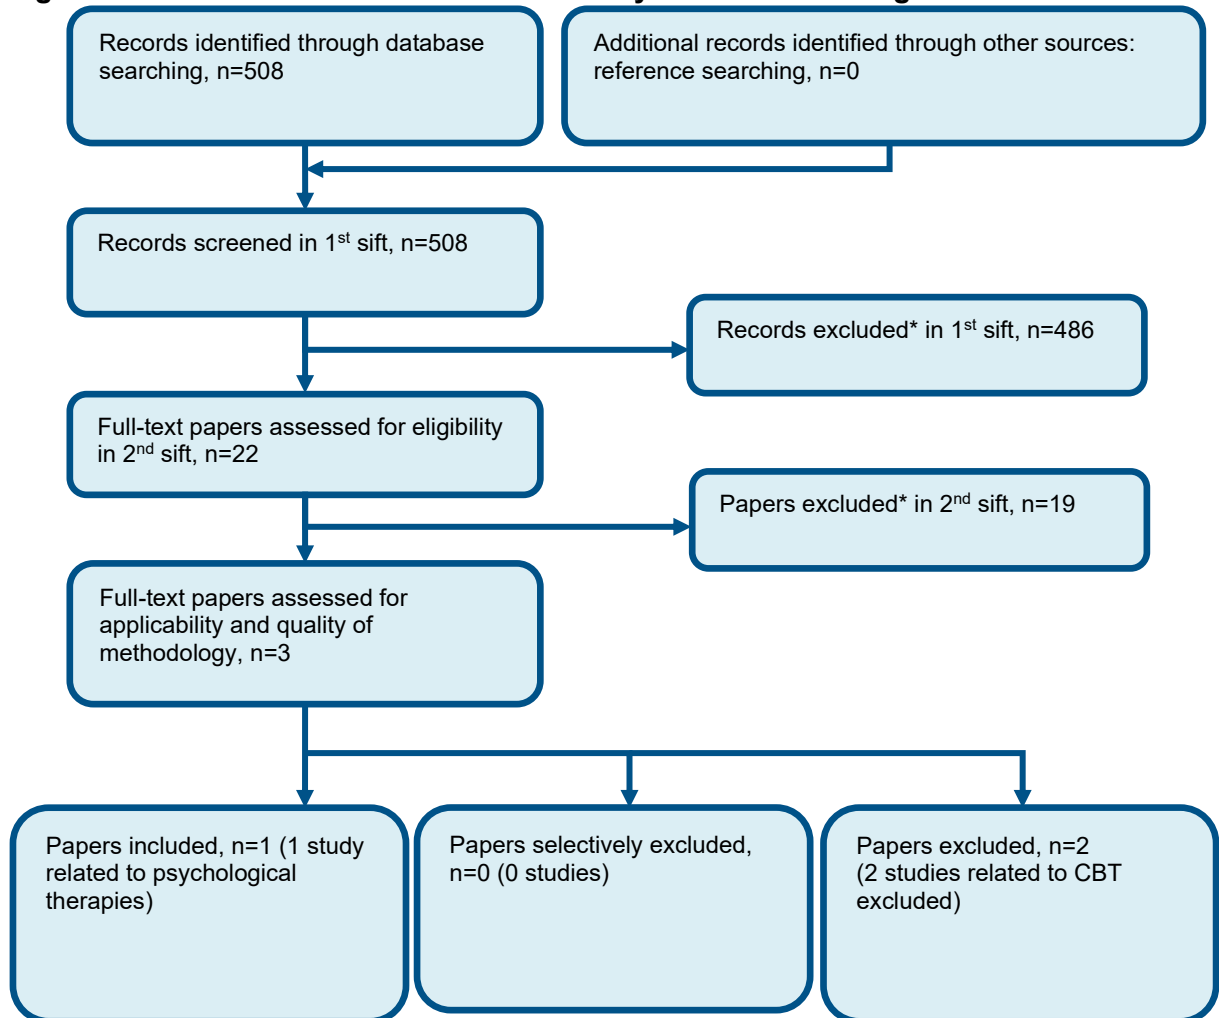 Records identified through database
searching, n=508
Additional records identified through other sources:
reference searching, n=0
Records screened in 1st sift, n=508
Records excluded* in 1st sift, n=486
Full-text papers assessed for eligibility
in 2nd sift, n=22
Papers excluded* in 2nd sift, n=19
Full-text papers assessed for
applicability and quality of
methodology, n=3
Papers included, n=1 (1 study
related to psychological
therapies)
Papers selectively excluded,
n=0 (0 studies)
Papers excluded, n=2
(2 studies related to CBT
excluded)